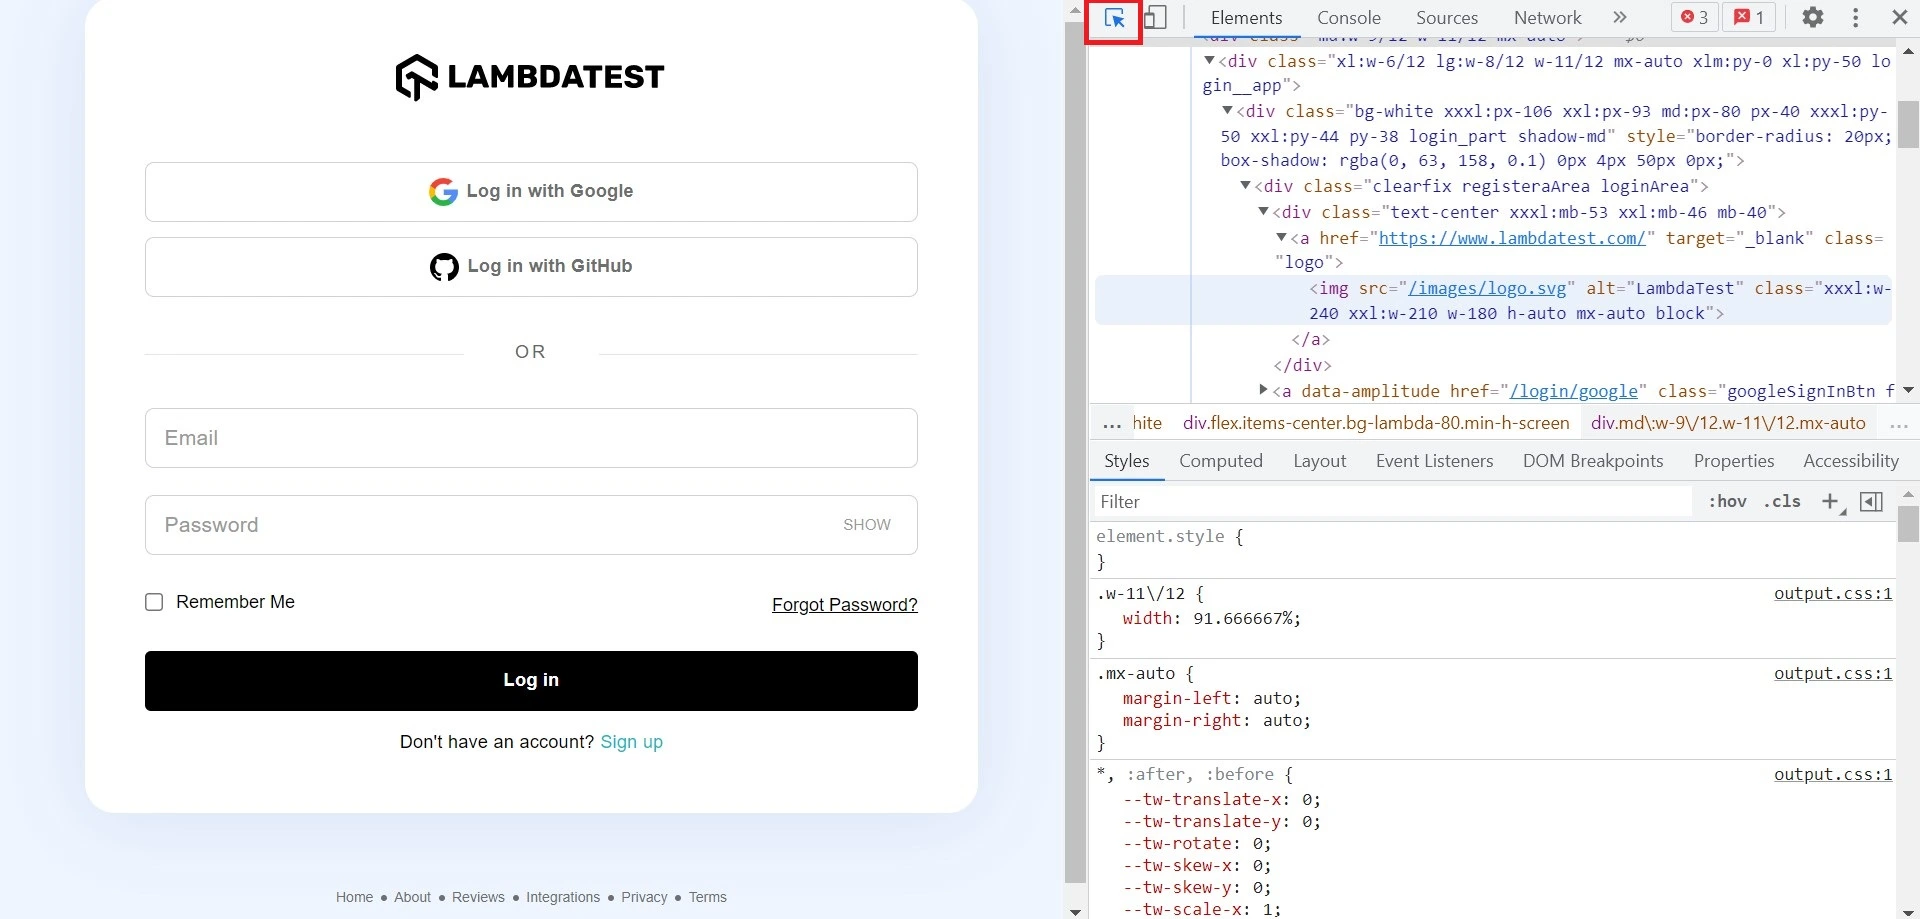 LAMBDATEST
Log in with Google
Log in with GitHub
OR
Email
Password
SHOW
Remember Me
Forgot Password?
Log in
Don't have an account? Sign up
Home • About • Reviews • Integrations • Privacy • Terms
Elements Console Sources Network » 3 1
<div class="xl:w-6/12 lg:w-8/12 w-11/12 mx-auto xlm:py-0 xl:py-50 lo
gin__app">
<div class="bg-white xxxl:px-106 xxl:px-93 md:px-80 px-40 xxxl:py-
50 xxl:py-44 py-38 login_part shadow-md" style="border-radius: 20px;
box-shadow: rgba(0, 63, 158, 0.1) 0px 4px 50px 0px;">
<div class="clearfix registeraArea loginArea">
<div class="text-center xxxl:mb-53 xxl:mb-46 mb-40">
<a href="https://www.lambdatest.com/" target="_blank" class=
"logo">
<img src="/images/logo.svg" alt="LambdaTest" class="xxxl:w-
240 xxl:w-210 w-180 h-auto mx-auto block">
</a>
</div>
<a data-amplitude href="/login/google" class="googleSignInBtn f
... hite div.flex.items-center.bg-lambda-80.min-h-screen div.md\:w-9\/12.w-11\/12.mx-auto ...
Styles Computed Layout Event Listeners DOM Breakpoints Properties Accessibility
Filter :hov .cls +
element.style {
}
.w-11\/12 { output.css:1
width: 91.666667%;
}
.mx-auto { output.css:1
margin-left: auto;
margin-right: auto;
}
*, :after, :before { output.css:1
--tw-translate-x: 0;
--tw-translate-y: 0;
--tw-rotate: 0;
--tw-skew-x: 0;
--tw-skew-y: 0;
--tw-scale-x: 1;